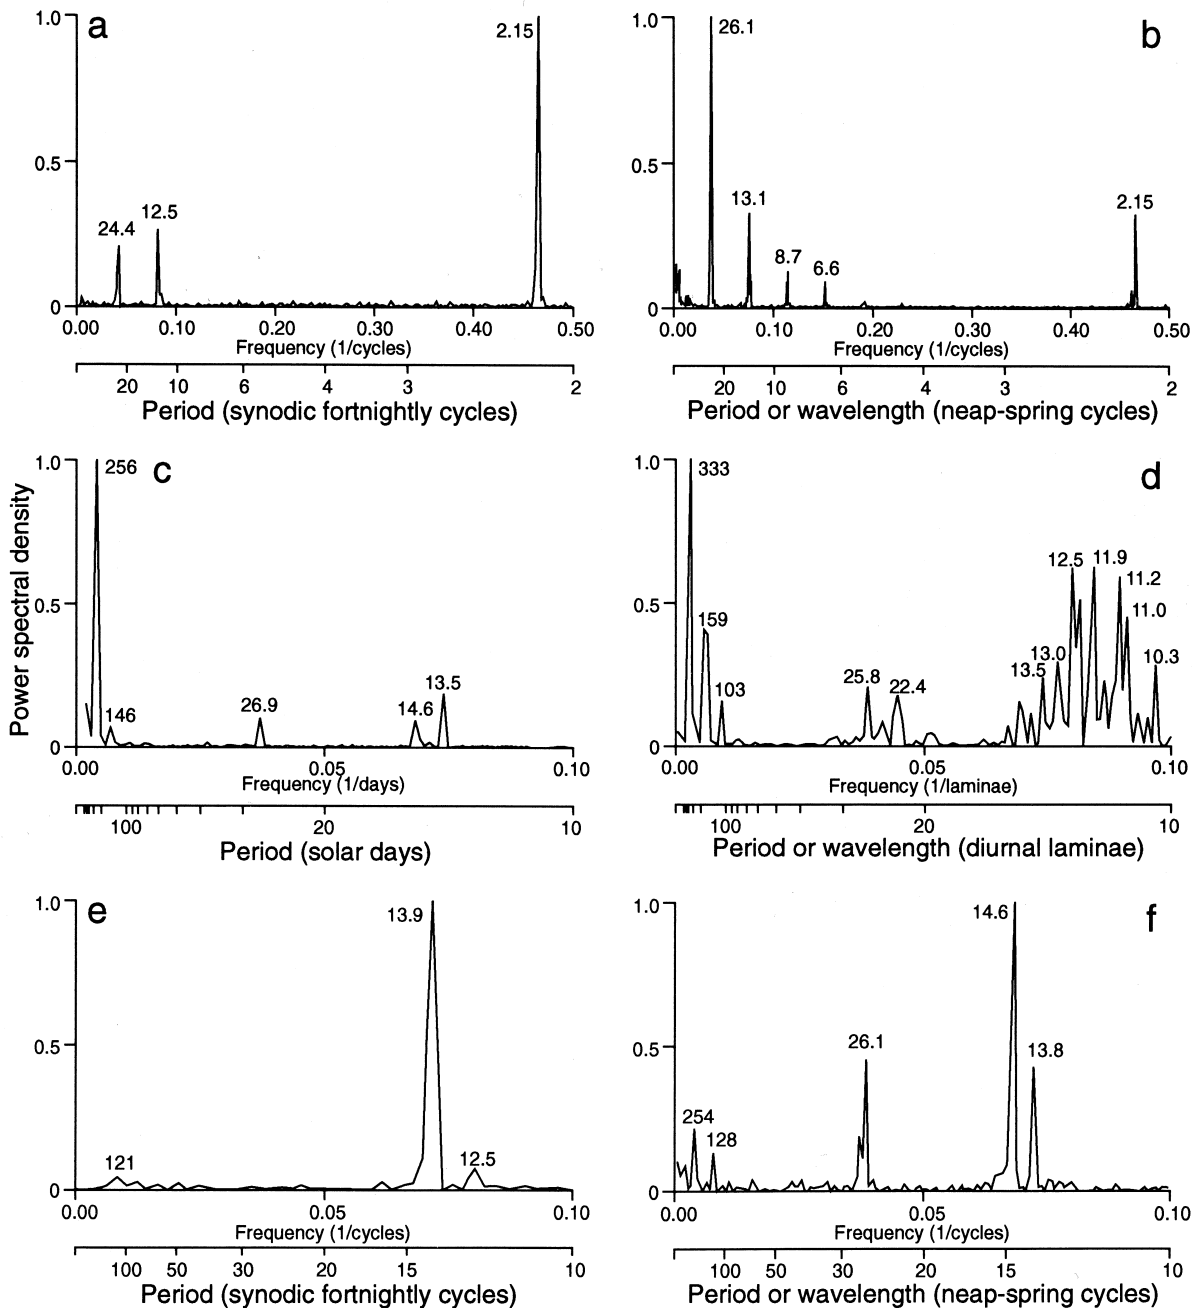 a
1.0
0.5
0
2.15
24.4
12.5
0.00 0.10 0.20 0.30 0.40 0.50
Frequency (1/cycles)
20 10 6 4 3 2
Period (synodic fortnightly cycles)
b
1.0
0.5
0
26.1
13.1
8.7
6.6
2.15
0.00 0.10 0.20 0.30 0.40 0.50
Frequency (1/cycles)
20 10 6 4 3 2
Period or wavelength (neap-spring cycles)
Power spectral density
c
1.0
0.5
0
256
146
26.9
14.6
13.5
0.00 0.05 0.10
Frequency (1/days)
100 20 10
Period (solar days)
d
1.0
0.5
0
333
159
103
25.8
22.4
13.5
13.0
12.5
11.9
11.2
11.0
10.3
0.00 0.05 0.10
Frequency (1/laminae)
100 20 10
Period or wavelength (diurnal laminae)
e
1.0
0.5
0
13.9
121
12.5
0.00 0.05 0.10
Frequency (1/cycles)
100 50 30 20 15 10
Period (synodic fortnightly cycles)
f
1.0
0.5
0
14.6
26.1
13.8
254
128
0.00 0.05 0.10
Frequency (1/cycles)
100 50 30 20 15 10
Period or wavelength (neap-spring cycles)